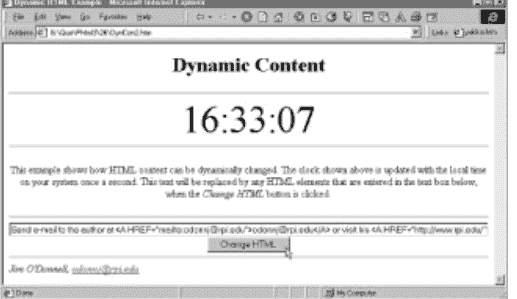 Dynamic HTML Example - Microsoft Internet Explorer
File Edit View Go Favorites Help
Address Links
Dynamic Content
16:33:07
This example shows how HTML content can be dynamically changed. The clock shown above is updated with the local time
on your system once a second. This text will be replaced by any HTML elements that are entered in the text box below,
when the Change HTML button is clicked
Send e-mail to the author at <A HREF="mailto:odonnj@rpi.edu">odonnj@rpi.edu</A> or visit his <A HREF="http://www.rpi.edu/
Change HTML
Jim O'Donnell, odonnj@rpi.edu
Done My Computer